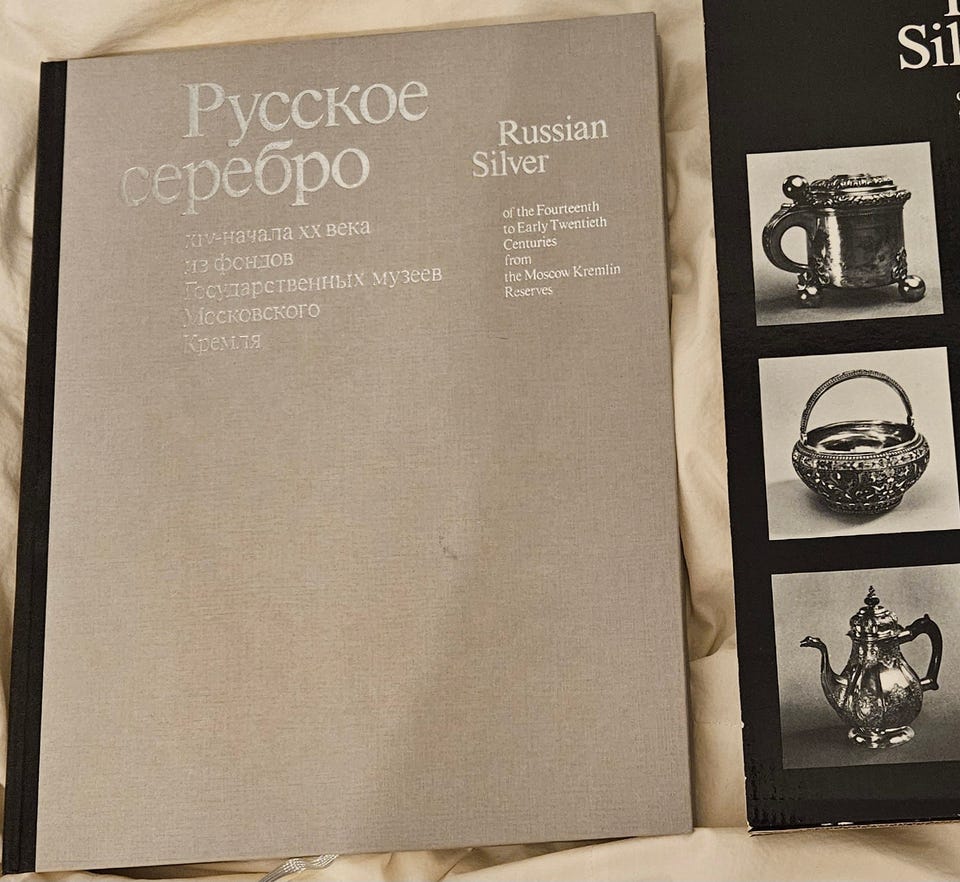 Русское
серебро
XIV-начала XX века
из фондов
Государственных музеев
Московского
Кремля
Russian
Silver
of the Fourteenth
to Early Twentieth
Centuries
from
the Moscow Kremlin
Reserves
Sil